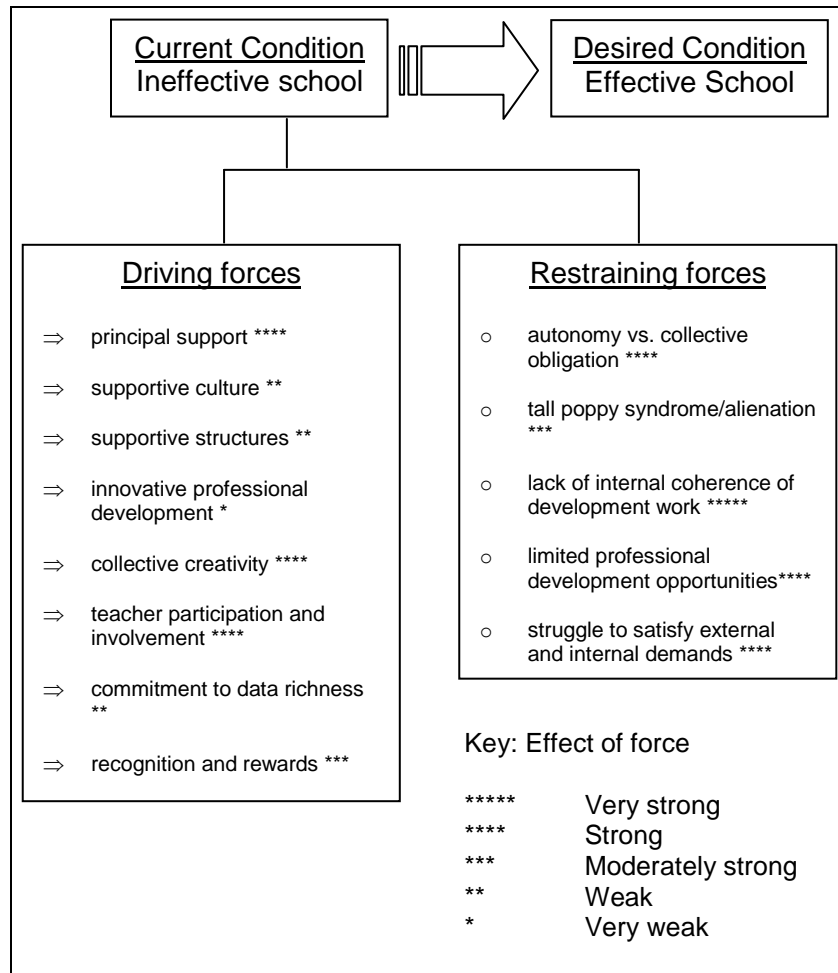 Current Condition
Ineffective school
Desired Condition
Effective School
Driving forces
⇒ principal support ****
⇒ supportive culture **
⇒ supportive structures **
⇒ innovative professional
development *
⇒ collective creativity ****
⇒ teacher participation and
involvement ****
⇒ commitment to data richness
**
⇒ recognition and rewards ***
Restraining forces
o autonomy vs. collective
obligation ****
o tall poppy syndrome/alienation
***
o lack of internal coherence of
development work *****
o limited professional
development opportunities****
o struggle to satisfy external
and internal demands ****
Key: Effect of force
***** Very strong
**** Strong
*** Moderately strong
** Weak
* Very weak